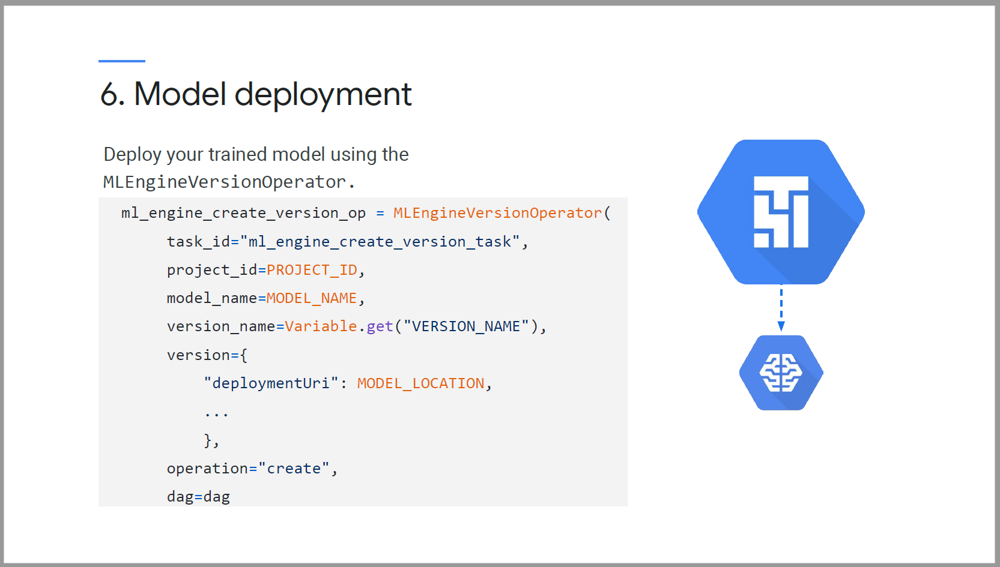 6. Model deployment
Deploy your trained model using the
MLEngineVersionOperator.
ml_engine_create_version_op = MLEngineVersionOperator(
task_id="ml_engine_create_version_task",
project_id=PROJECT_ID,
model_name=MODEL_NAME,
version_name=Variable.get("VERSION_NAME"),
version={
"deploymentUri": MODEL_LOCATION,
...
},
operation="create",
dag=dag